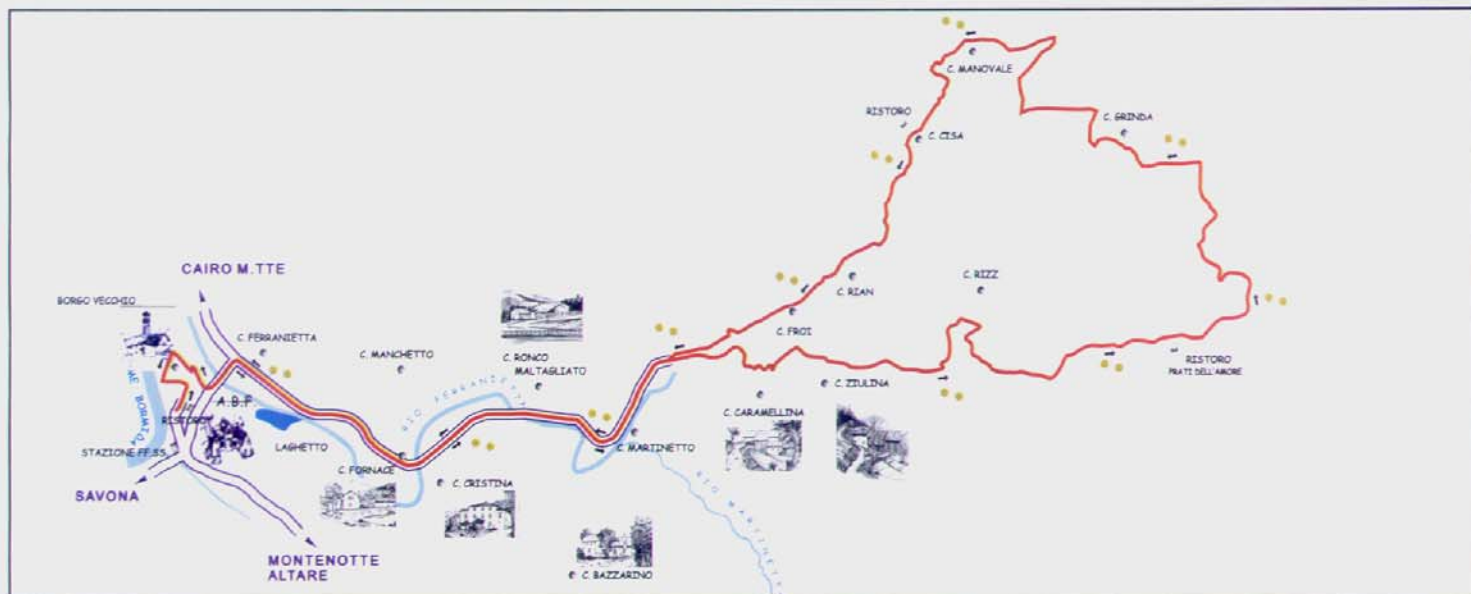 C. MANOVALE
RISTORO
C. CISA
C. GRINDA
CAIRO M.TTE
BORGO VECCHIO
C. RIAN
C. RIZZ
C. FROI
C. FERRANIETTA
C. MANCHETTO
C. RONCO
MALTAGLIATO
RISTORO
PRATI DELL'AMORE
C. ZIULINA
C. CARAMELLINA
RIO FERRANIETTA
BORMIDA
A.B.F.
RISTORO
LAGHETTO
STAZIONE FF.SS.
C. MARTINETTO
C. FORNACE
C. CRISTINA
SAVONA
RIO MARTINETTO
MONTENOTTE
ALTARE
C. BAZZARINO